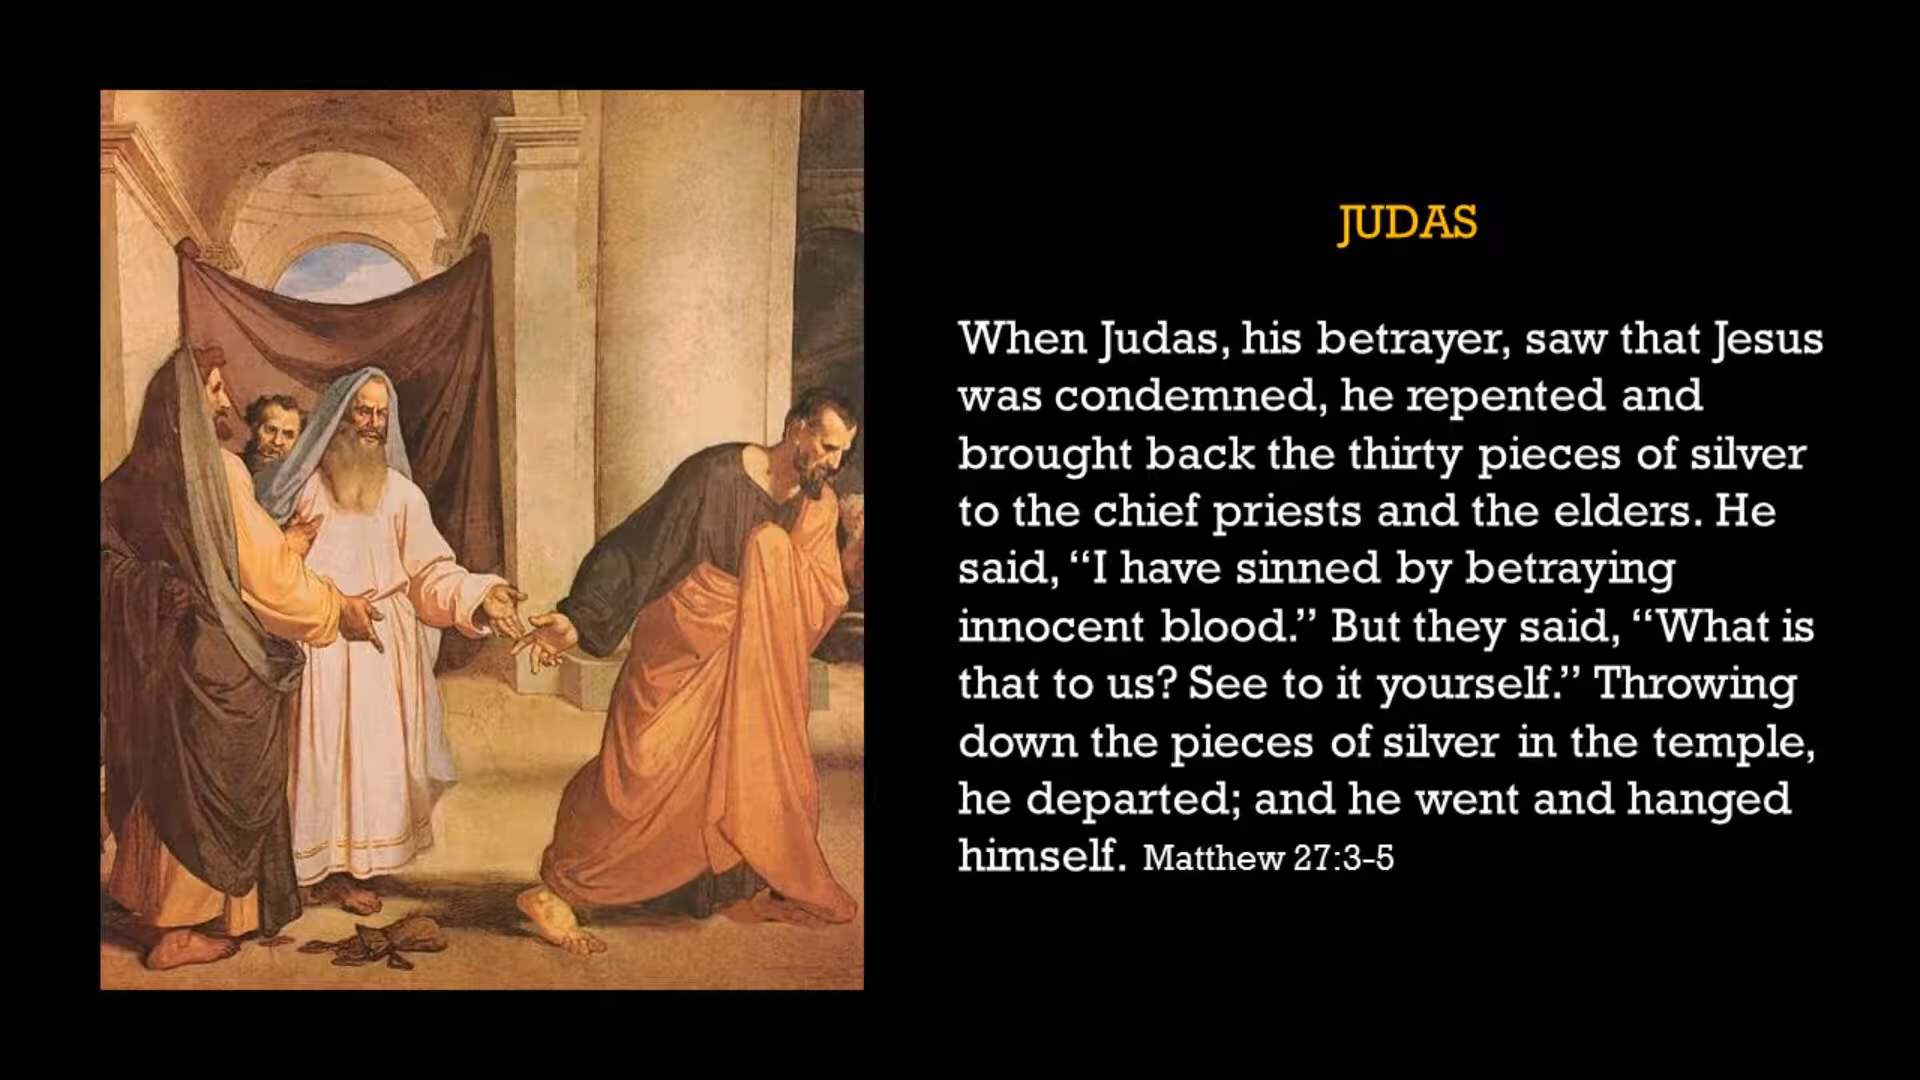 JUDAS
When Judas, his betrayer, saw that Jesus
was condemned, he repented and
brought back the thirty pieces of silver
to the chief priests and the elders. He
said, “I have sinned by betraying
innocent blood.” But they said, “What is
that to us? See to it yourself.” Throwing
down the pieces of silver in the temple,
he departed; and he went and hanged
himself. Matthew 27:3-5